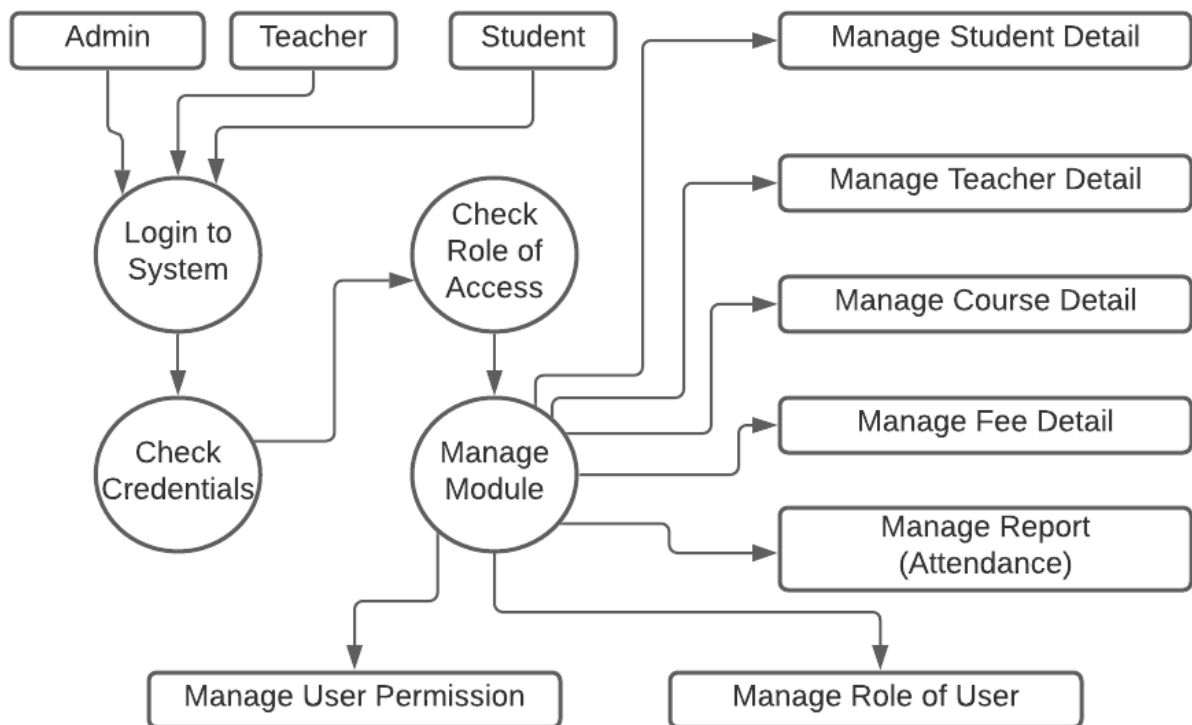 Admin
Teacher
Student
Manage Student Detail
Manage Teacher Detail
Login to
System
Check
Role of
Access
Manage Course Detail
Manage Fee Detail
Check
Credentials
Manage
Module
Manage Report
(Attendance)
Manage User Permission
Manage Role of User